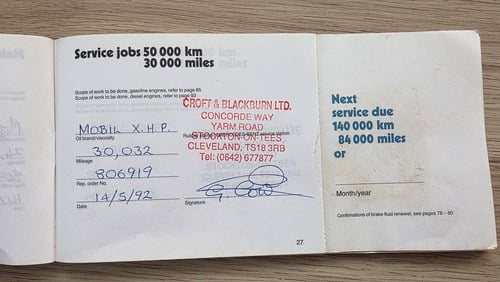 Service jobs 50 000 km
30 000 miles
Scope of work to be done, gasoline engines, refer to page 85
Scope of work to be done, diesel engines, refer to page 93
MOBIL X.H.P.
Oil brand/viscosity
30,032
Mileage
806919
Rep. order No.
14/5/92
Date
CROFT & BLACKBURN LTD.
CONCORDE WAY
YARM ROAD
STOCKTON-ON-TEES
CLEVELAND, TS18 3RB
Tel: (0642) 677877
Signature
27
Next
service due
140 000 km
84 000 miles
or
Month/year
Confirmations of brake fluid renewal, see pages 78 – 80